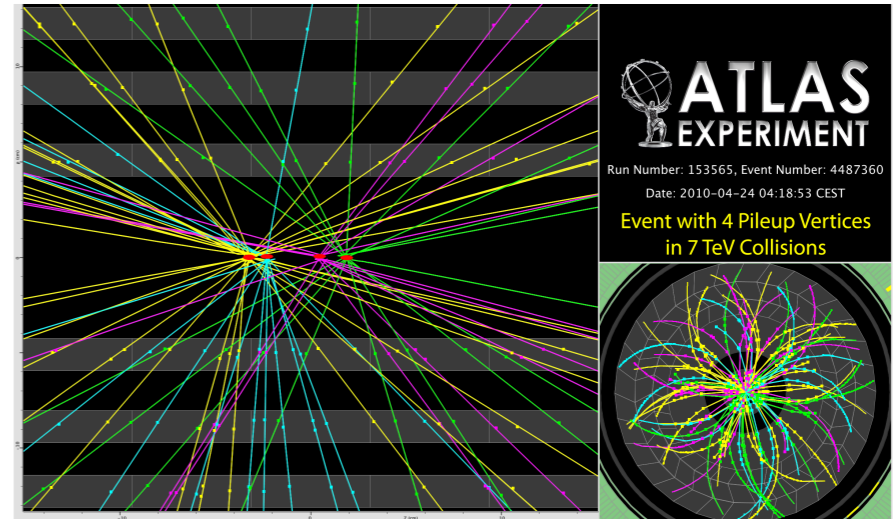 ATLAS
EXPERIMENT
Run Number: 153565, Event Number: 4487360
Date: 2010-04-24 04:18:53 CEST
Event with 4 Pileup Vertices
in 7 TeV Collisions